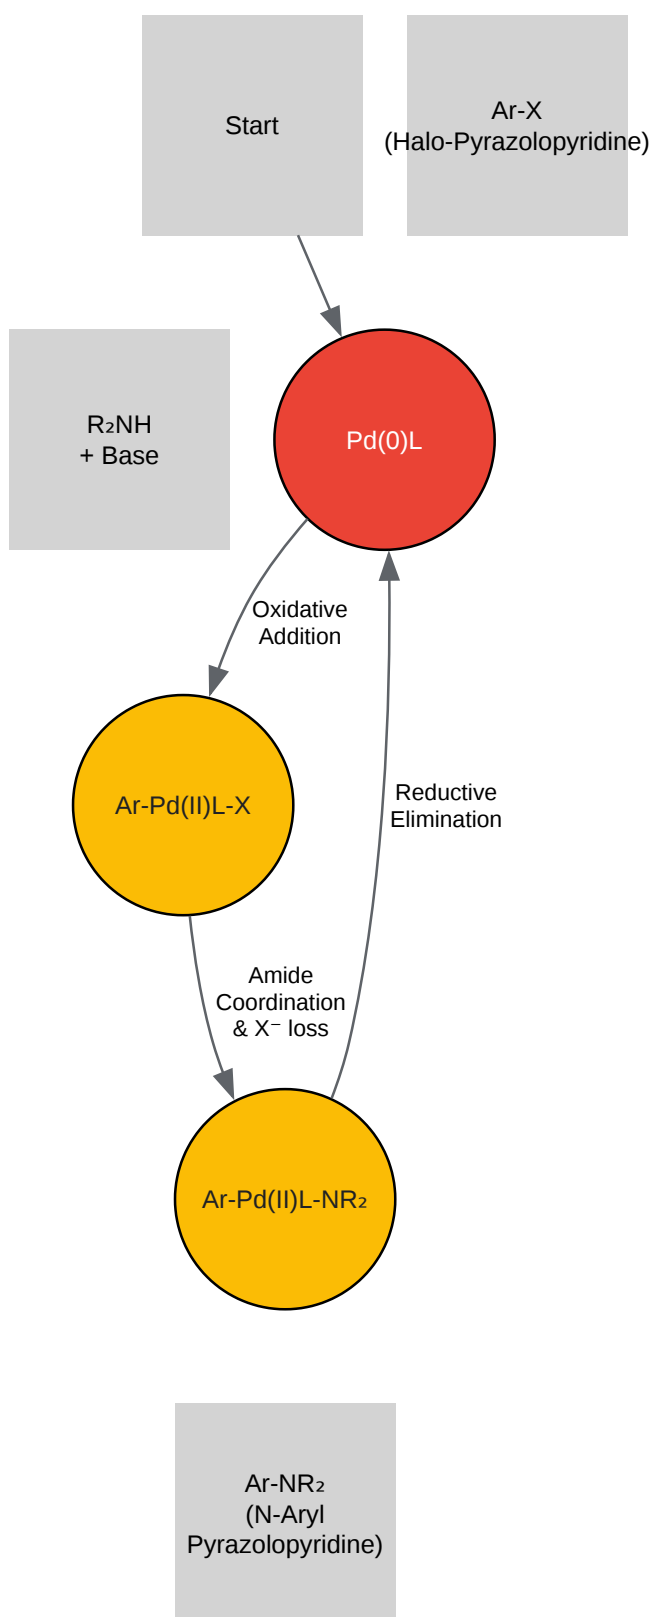 Start
Ar-X
(Halo-Pyrazolopyridine)
R₂NH
+ Base
Pd(0)L
Oxidative
Addition
Ar-Pd(II)L-X
Reductive
Elimination
Amide
Coordination
& X⁻ loss
Ar-Pd(II)L-NR₂
Ar-NR₂
(N-Aryl
Pyrazolopyridine)